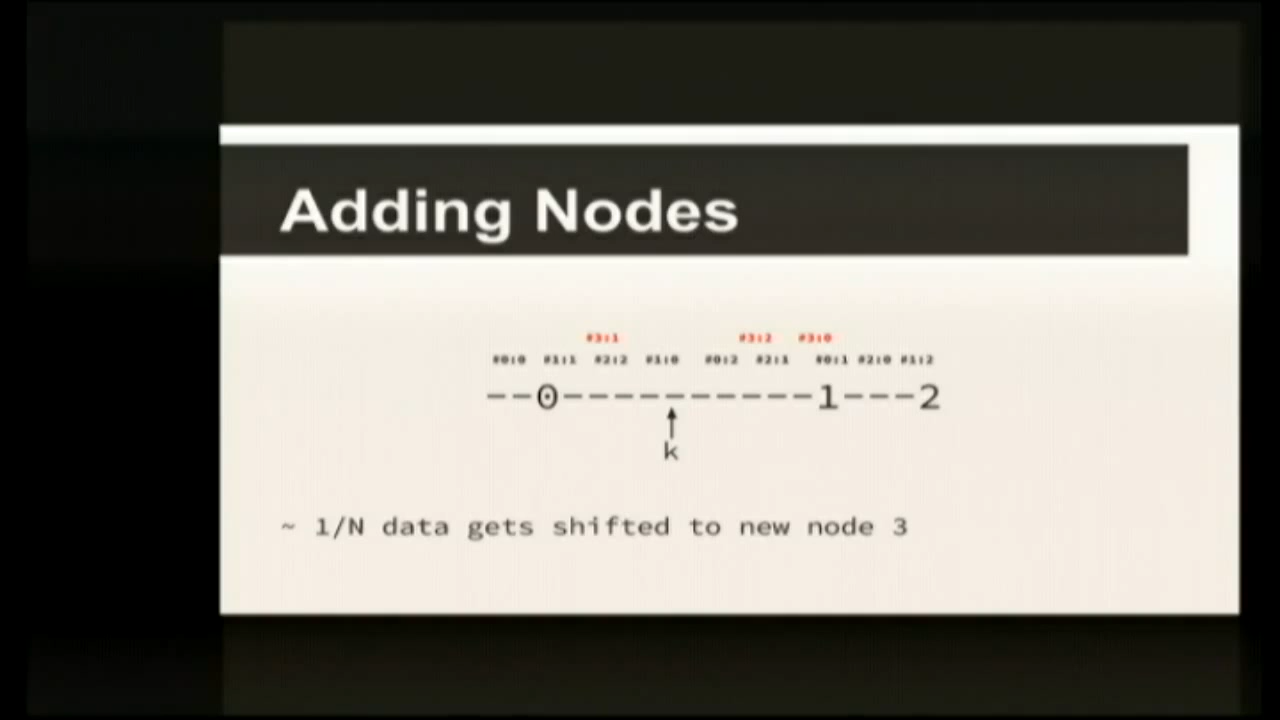 Adding Nodes
#3:1 #3:2 #3:0
#0:0 #1:1 #2:2 #1:0 #0:2 #2:1 #0:1 #2:0 #1:2
--0-----------1---2
k
~ 1/N data gets shifted to new node 3